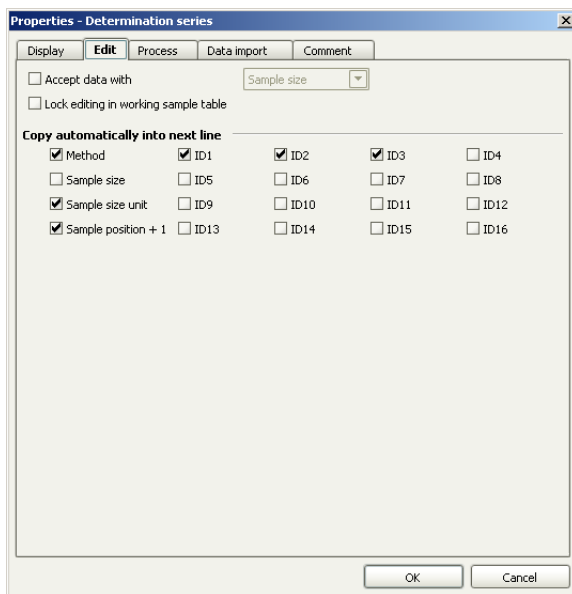 Properties - Determination series
Display Edit Process Data import Comment
Accept data with Sample size
Lock editing in working sample table
Copy automatically into next line
Method ID1 ID2 ID3 ID4
Sample size ID5 ID6 ID7 ID8
Sample size unit ID9 ID10 ID11 ID12
Sample position + 1 ID13 ID14 ID15 ID16
OK Cancel